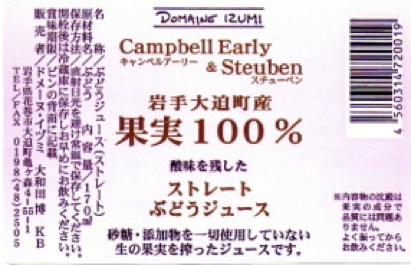 DOMAINE IZUMI
Campbell Early
キャンベルアーリー
& Steuben
スチューベン
岩手大迫町産
果実100%
酸味を残した
ストレート
ぶどうジュース
砂糖・添加物を一切使用していない
生の果実を搾ったジュースです。
名称/ぶどうジュース(ストレート)
原材料名/ぶどう 内容量/170ml
保存方法/直射日光を避け常温で保存してください。
開栓後は冷蔵庫に保存しお早めにお飲みください。
賞味期限/ビンの背面に記載
販売者/ドメーヌ・イヅミ 大和田博 KB
岩手県花巻市大迫町亀ヶ森4-55-1
TEL/FAX 0198(48)2505
4560314720019
※内容物の沈殿は
果実の成分で
品質には問題あ
りません。
よく振ってから
お飲みください。